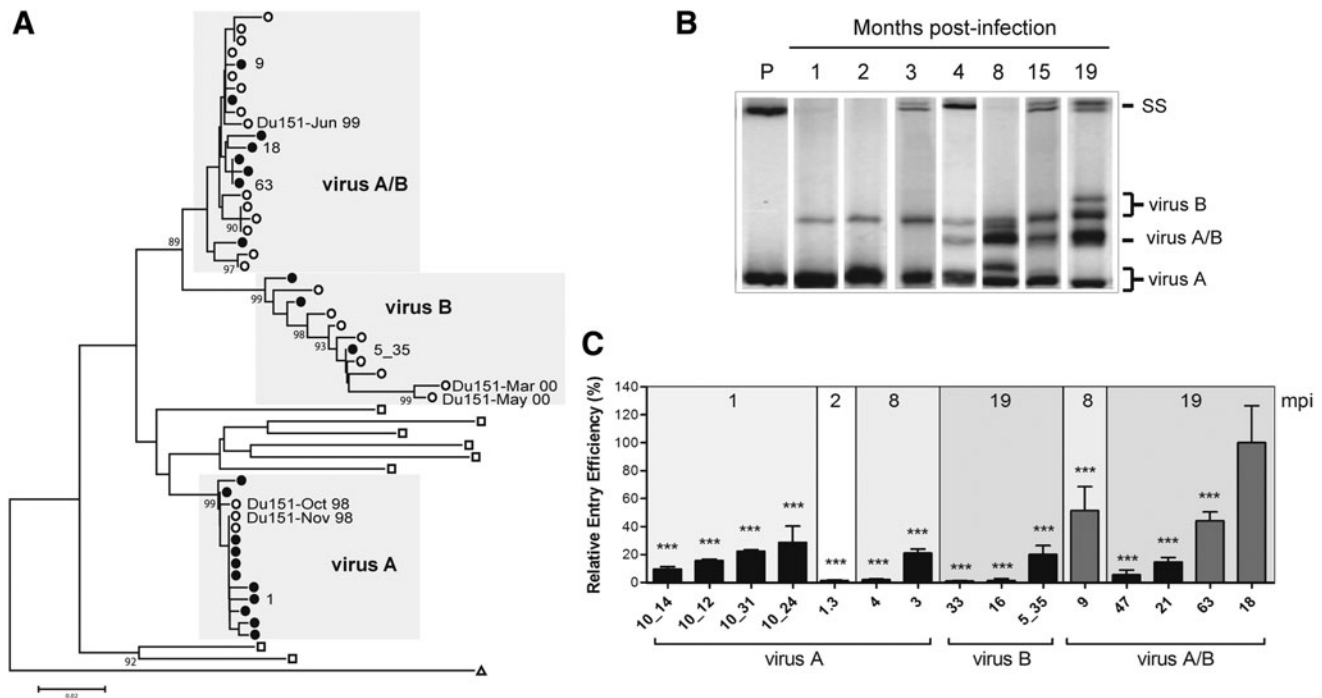 A
9
Du151-Jun 99
18
63
virus A/B
90
89
97
virus B
99
98
93
5_35
Du151-Mar 00
99
Du151-May 00
99
Du151-Oct 98
Du151-Nov 98
virus A
1
92
0.02
B
Months post-infection
P 1 2 3 4 8 15 19
SS
virus B
virus A/B
virus A
C
Relative Entry Efficiency (%)
140
120
100
80
60
40
20
0
1 2 8 19 8 19 mpi
*** *** *** *** *** *** *** *** *** *** *** *** *** ***
10_14 10_12 10_31 10_24 1.3 4 3 33 16 5_35 9 47 21 63 18
virus A virus B virus A/B